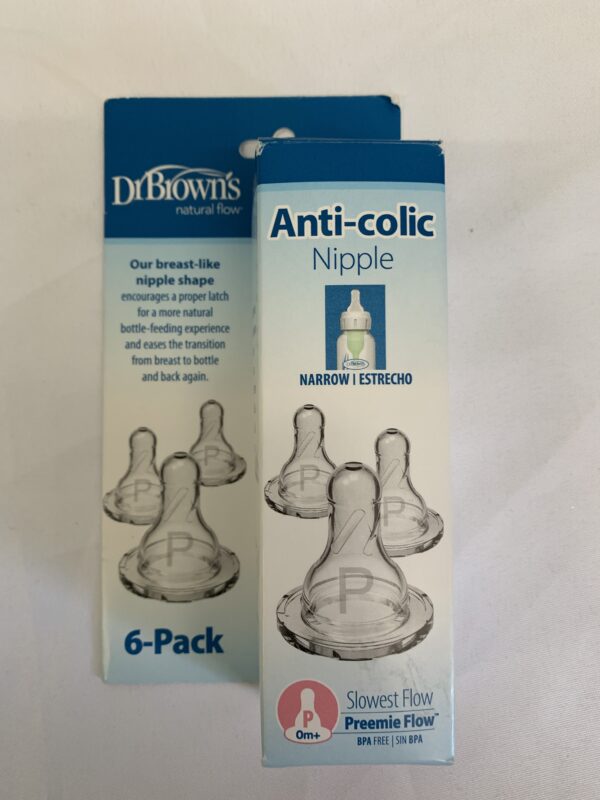 Dr Brown's
natural flow™
Our breast-like
nipple shape
encourages a proper latch
for a more natural
bottle-feeding experience
and eases the transition
from breast to bottle
and back again.
P
P
P
6-Pack
Anti-colic
Nipple
NARROW | ESTRECHO
P
P
P
P
0m+
Slowest Flow
Preemie Flow™
BPA FREE | SIN BPA